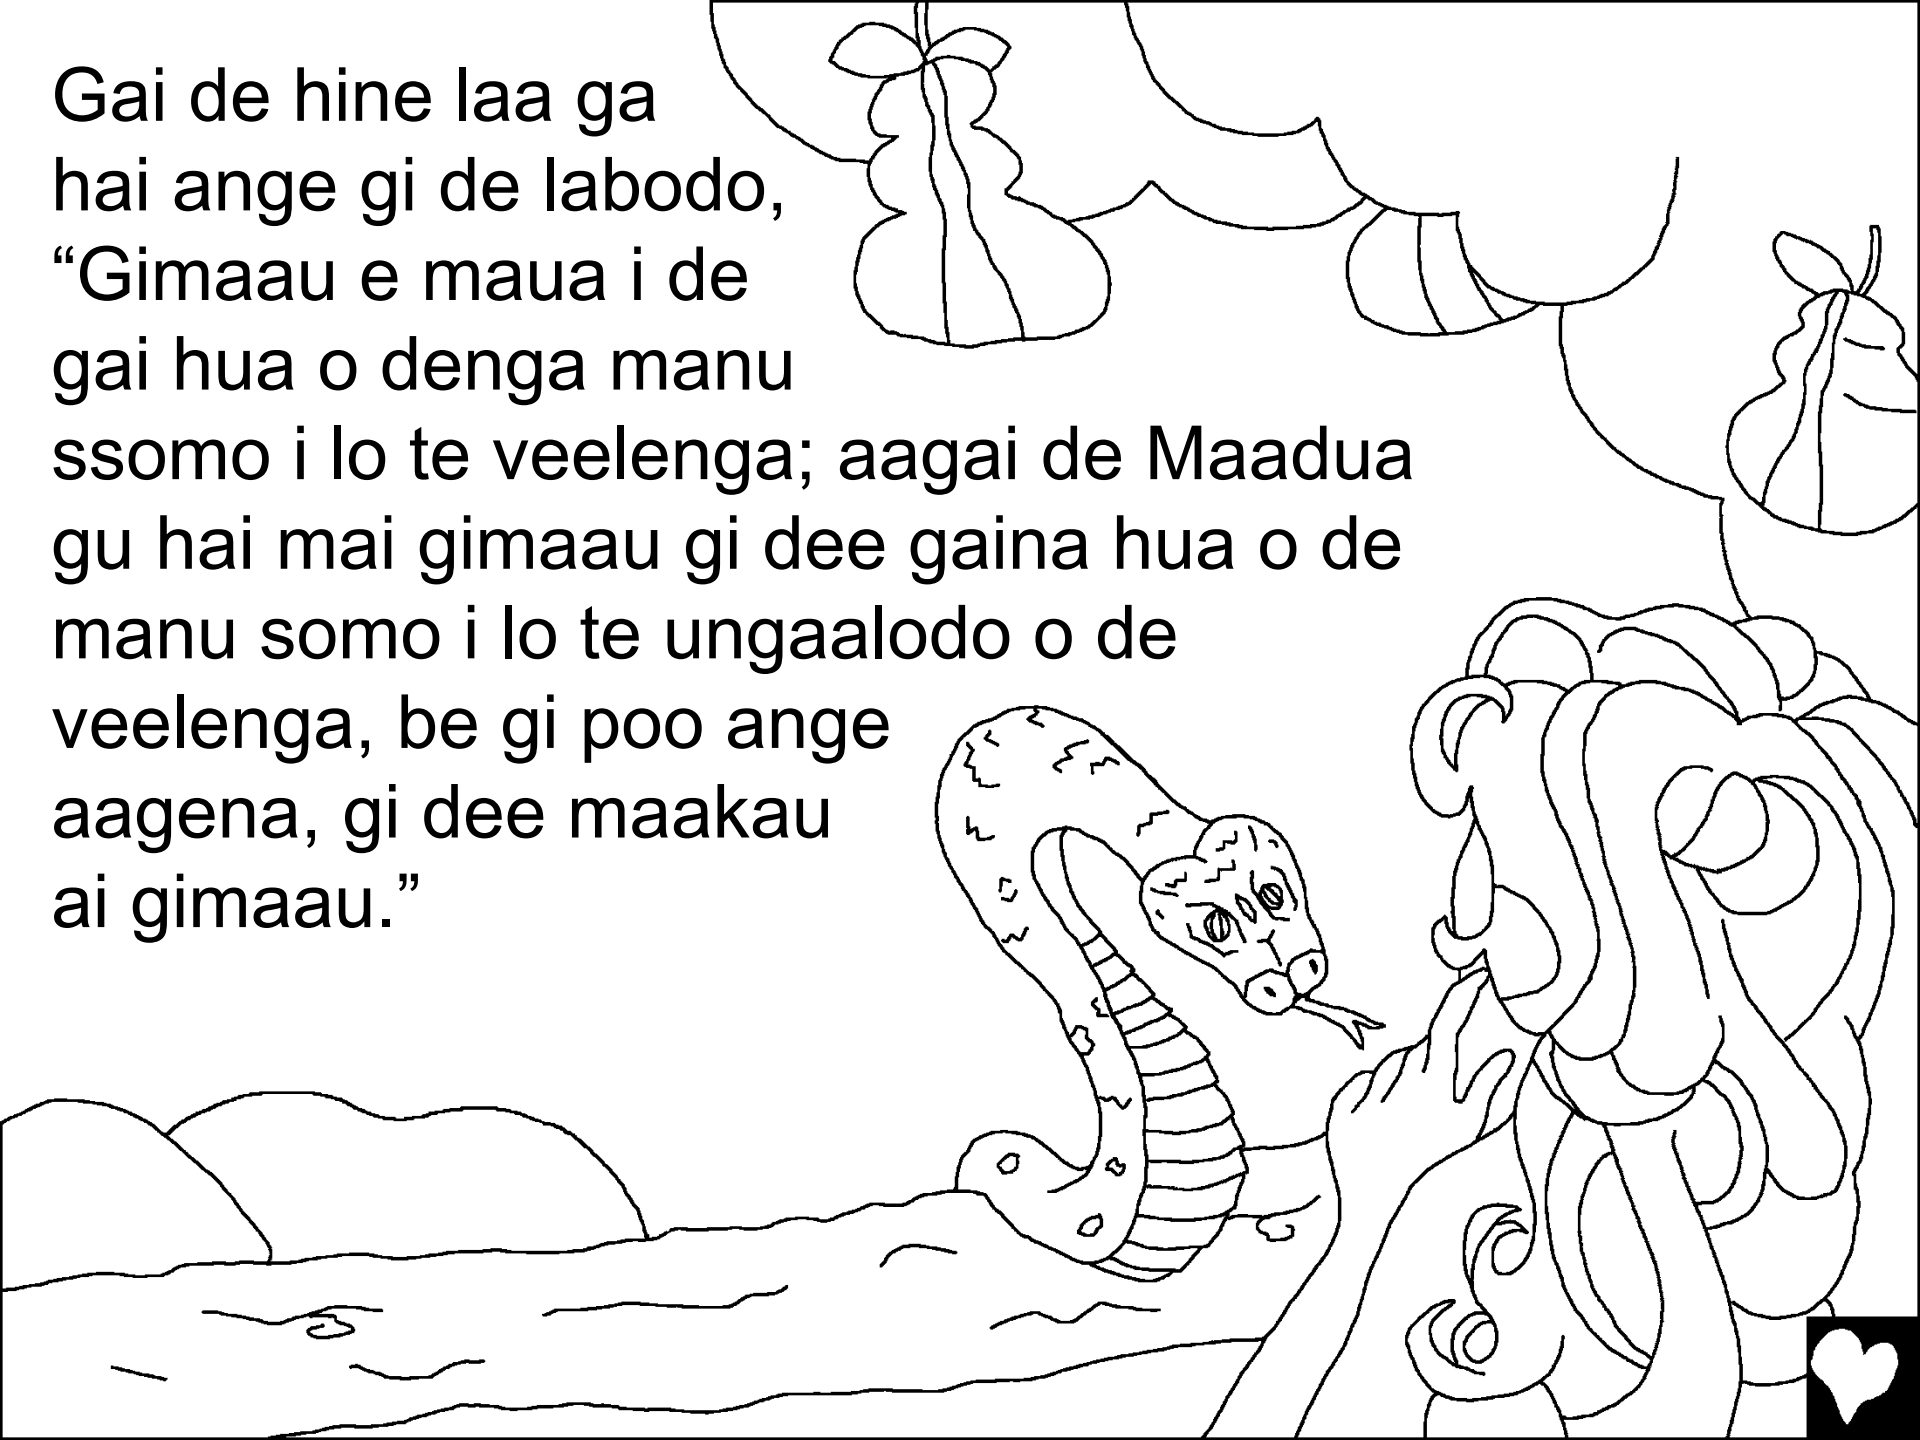 Gai de hine laa ga
hai ange gi de labodo,
“Gimaau e maua i de
gai hua o denga manu
ssomo i lo te veelenga; aagai de Maadua
gu hai mai gimaau gi dee gaina hua o de
manu somo i lo te ungaalodo o de
veelenga, be gi poo ange
aagena, gi dee maakau
ai gimaau.”